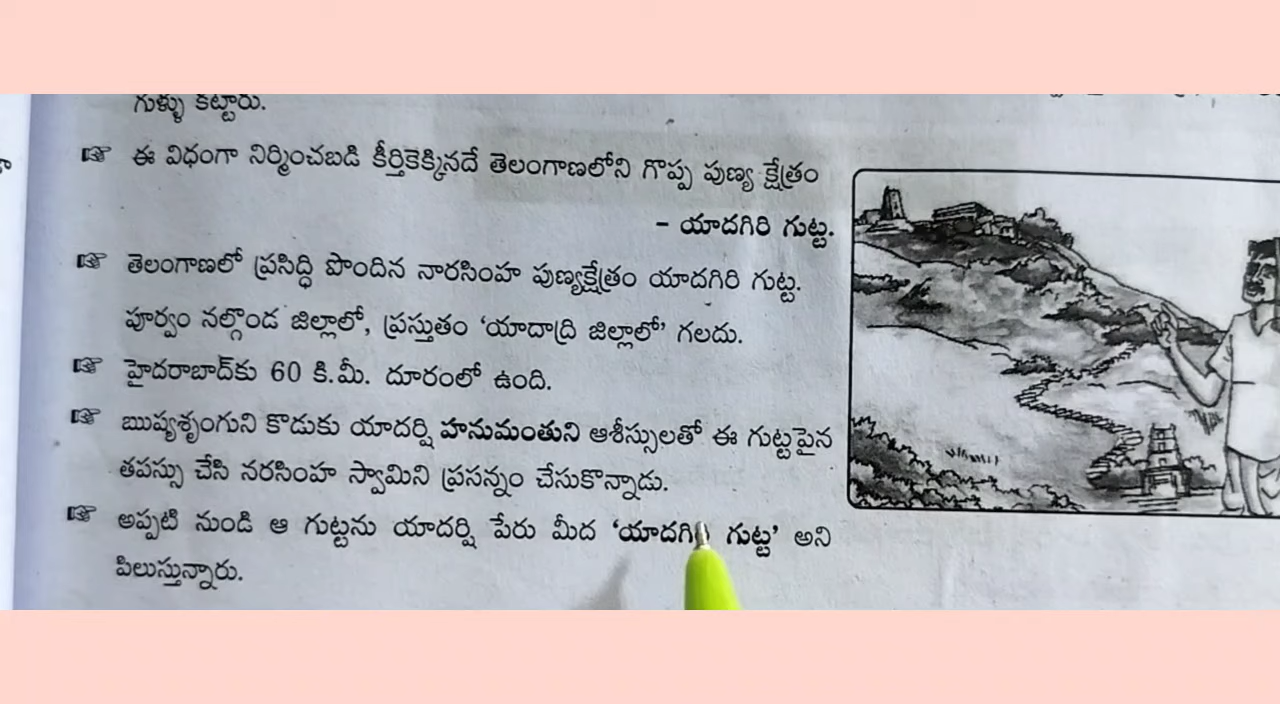 గుళ్ళు కట్టారు.
☞ ఈ విధంగా నిర్మించబడి కీర్తికెక్కినదే తెలంగాణలోని గొప్ప పుణ్య క్షేత్రం
– యాదగిరి గుట్ట.
☞ తెలంగాణలో ప్రసిద్ధి పొందిన నారసింహ పుణ్యక్షేత్రం యాదగిరి గుట్ట.
పూర్వం నల్గొండ జిల్లాలో, ప్రస్తుతం ‘యాదాద్రి జిల్లాలో’ గలదు.
☞ హైదరాబాద్‌కు 60 కి.మీ. దూరంలో ఉంది.
☞ ఋష్యశృంగుని కొడుకు యాదర్షి హనుమంతుని ఆశీస్సులతో ఈ గుట్టపైన
తపస్సు చేసి నరసింహ స్వామిని ప్రసన్నం చేసుకొన్నాడు.
☞ అప్పటి నుండి ఆ గుట్టను యాదర్షి పేరు మీద ‘యాదగిరి గుట్ట’ అని
పిలుస్తున్నారు.